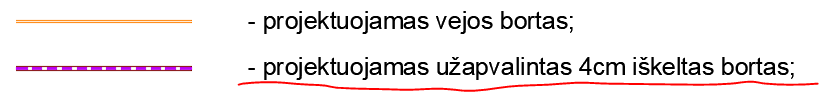 - projektuojamas vejos bortas;
- projektuojamas užapvalintas 4cm iškeltas bortas;